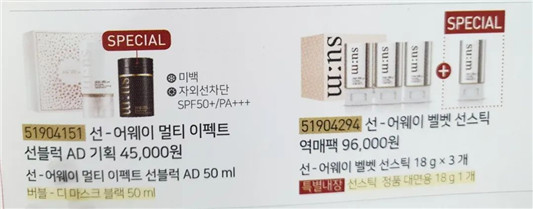 SPECIAL
미백
자외선차단
SPF50+/PA+++
51904151 선-어웨이 멀티 이펙트
선블럭 AD 기획 45,000원
선-어웨이 멀티 이펙트 선블럭 AD 50 ml
버블-디 마스크 블랙 50 ml
SPECIAL
su:m
su:m
su:m
su:m
+
51904294 선-어웨이 벨벳 선스틱
역매팩 96,000원
선-어웨이 벨벳 선스틱 18 g × 3 개
특별내장 선스틱 정품 대면용 18 g 1 개